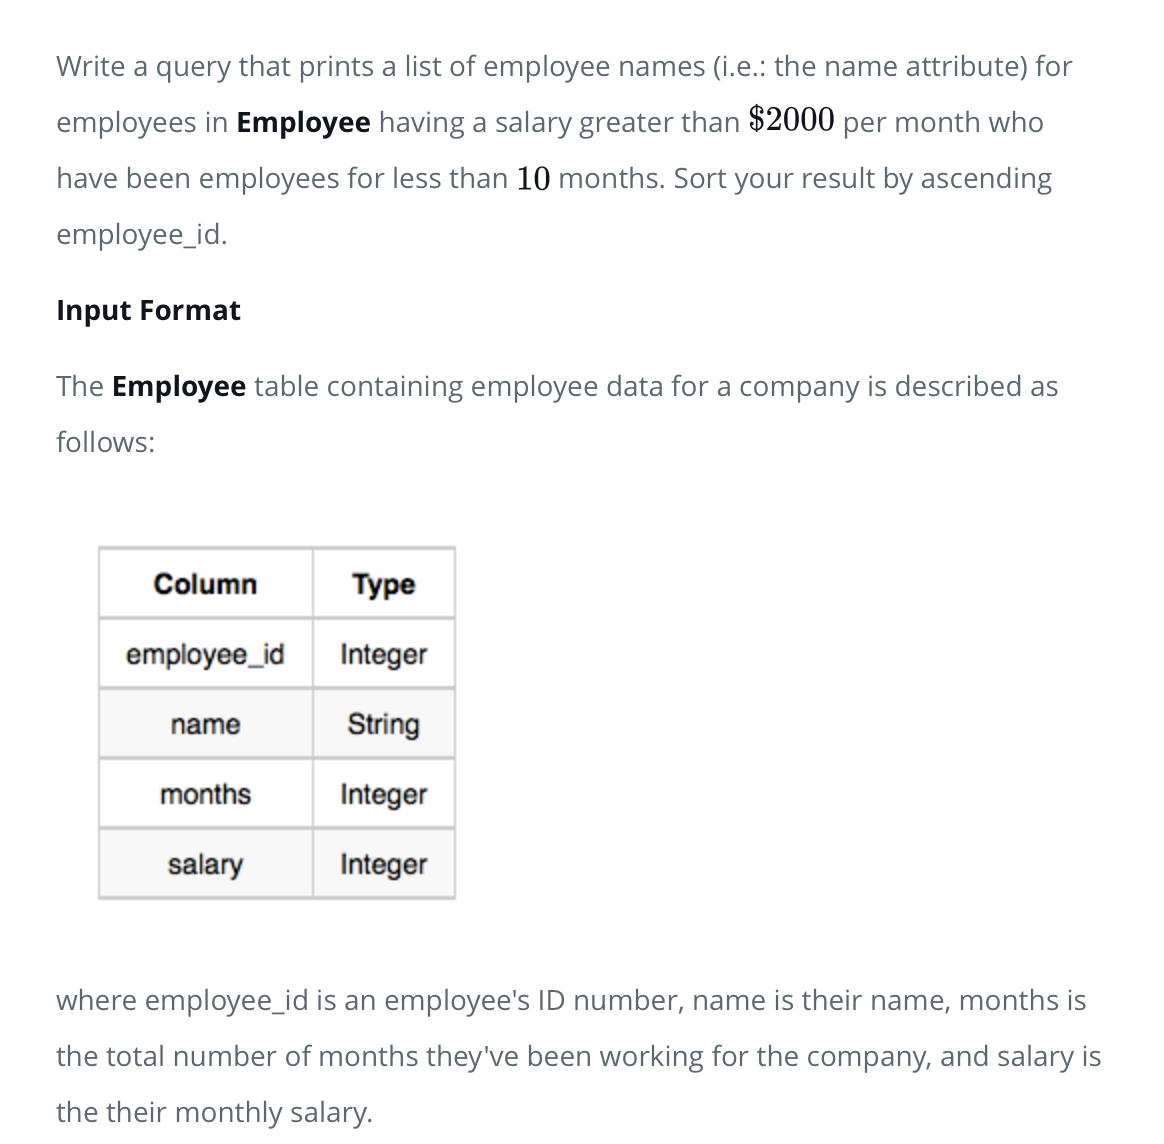 Write a query that prints a list of employee names (i.e.: the name attribute) for
employees in Employee having a salary greater than $2000 per month who
have been employees for less than 10 months. Sort your result by ascending
employee_id.
Input Format
The Employee table containing employee data for a company is described as
follows:
Column Type
employee_id Integer
name String
months Integer
salary Integer
where employee_id is an employee's ID number, name is their name, months is
the total number of months they've been working for the company, and salary is
the their monthly salary.